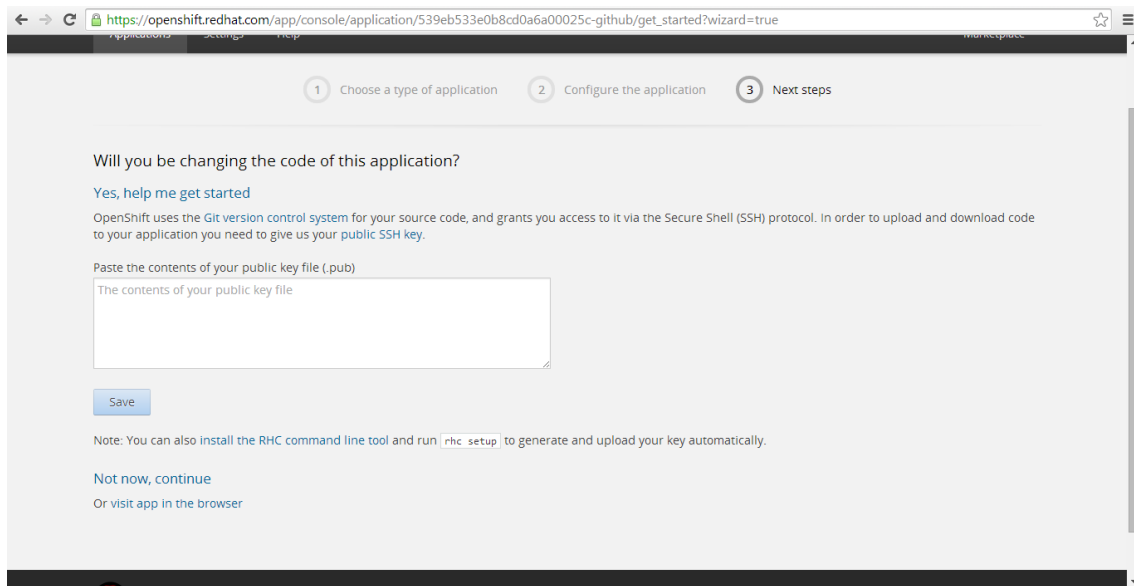 https://openshift.redhat.com/app/console/application/539eb533e0b8cd0a6a00025c-github/get_started?wizard=true
Applications Settings Help Marketplace
1 Choose a type of application 2 Configure the application 3 Next steps
Will you be changing the code of this application?
Yes, help me get started
OpenShift uses the Git version control system for your source code, and grants you access to it via the Secure Shell (SSH) protocol. In order to upload and download code
to your application you need to give us your public SSH key.
Paste the contents of your public key file (.pub)
The contents of your public key file
Save
Note: You can also install the RHC command line tool and run rhc setup to generate and upload your key automatically.
Not now, continue
Or visit app in the browser